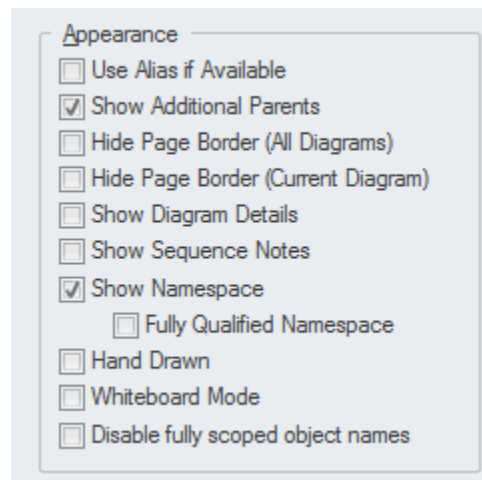 Appearance
Use Alias if Available
Show Additional Parents
Hide Page Border (All Diagrams)
Hide Page Border (Current Diagram)
Show Diagram Details
Show Sequence Notes
Show Namespace
Fully Qualified Namespace
Hand Drawn
Whiteboard Mode
Disable fully scoped object names